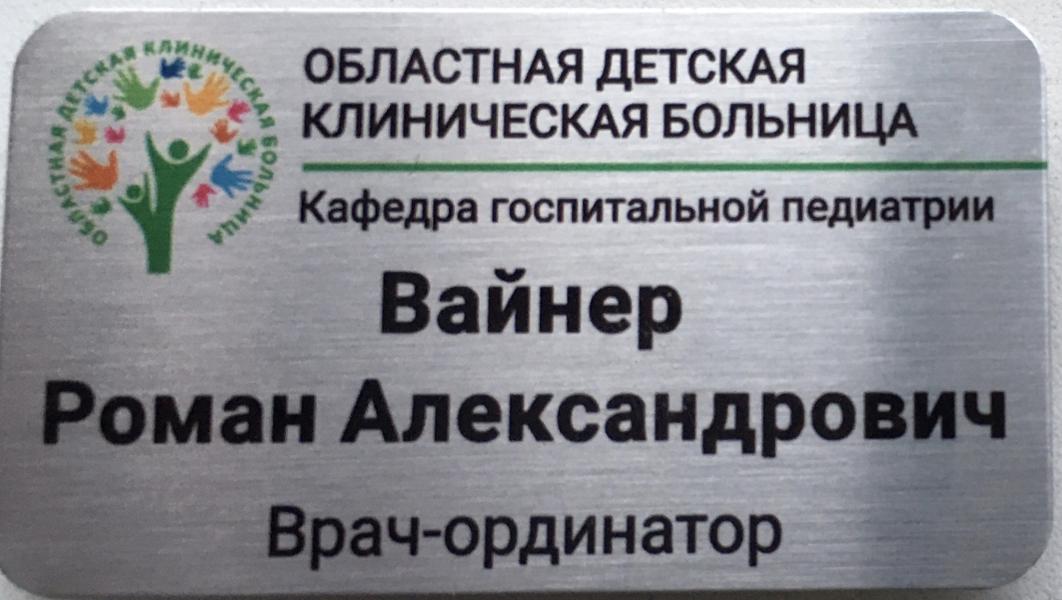 ОБЛАСТНАЯ ДЕТСКАЯ КЛИНИЧЕСКАЯ БОЛЬНИЦА
ОБЛАСТНАЯ ДЕТСКАЯ
КЛИНИЧЕСКАЯ БОЛЬНИЦА
Кафедра госпитальной педиатрии
Вайнер
Роман Александрович
Врач-ординатор